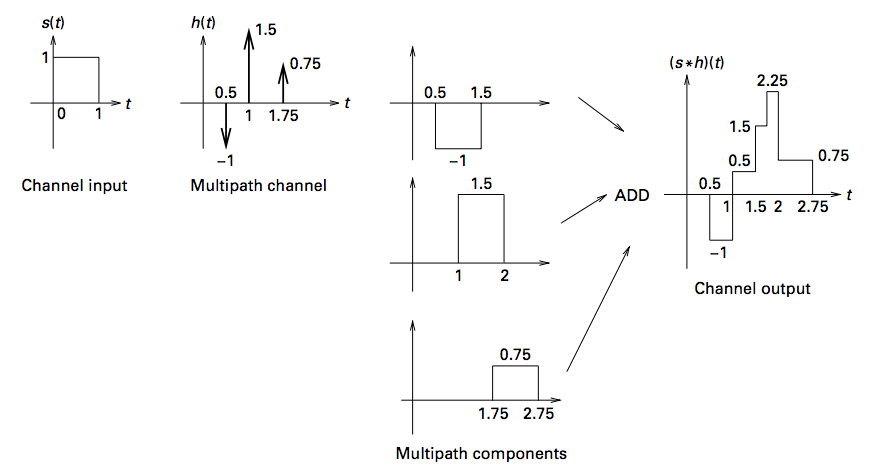 s(t)
1
0
1
t
Channel input
h(t)
1.5
0.75
0.5
1
1.75
t
−1
Multipath channel
0.5
1.5
−1
1.5
1
2
0.75
1.75
2.75
Multipath components
ADD
(s∗h)(t)
2.25
1.5
0.5
0.75
0.5
1
1.5
2
2.75
t
−1
Channel output